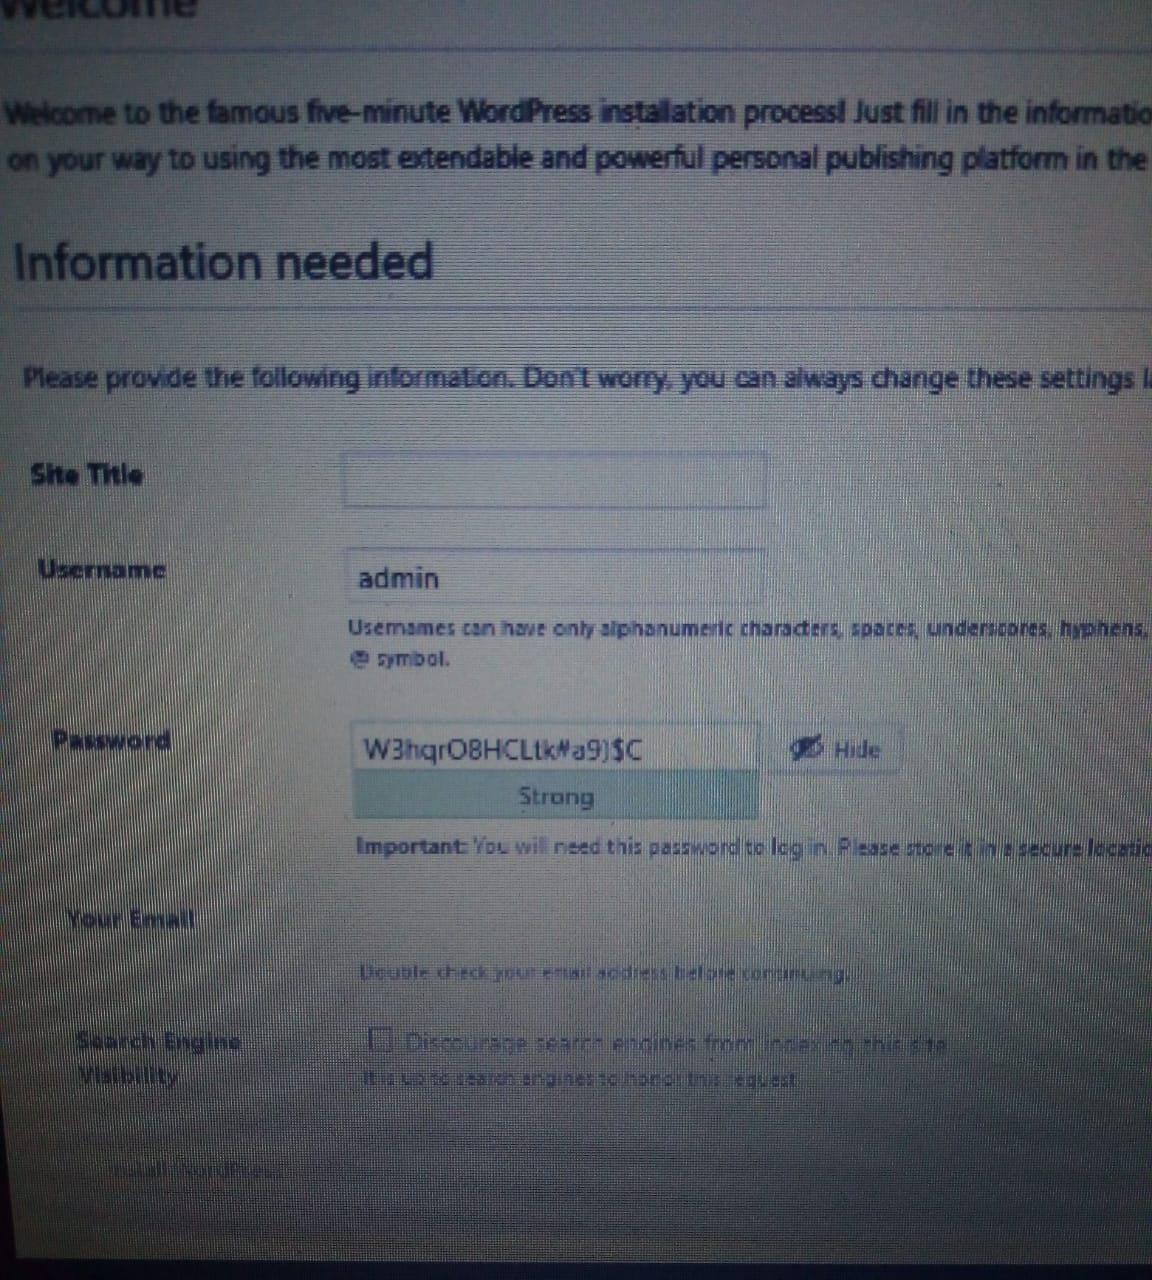 Welcome
Welcome to the famous five-minute WordPress installation process! Just fill in the informatio
on your way to using the most extendable and powerful personal publishing platform in the
Information needed
Please provide the following information. Don't worry, you can always change these settings l
Site Title
Username
admin
Usernames can have only alphanumeric characters, spaces, underscores, hyphens,
@ symbol.
Password
W3hqrO8HCLtk#a9)$C
Hide
Strong
Important: You will need this password to log in. Please store it in a secure locatio
Your Email
Double check your email address before continuing.
Search Engine
Visibility
Discourage search engines from indexing this site
It is up to search engines to honor this request
Install WordPress